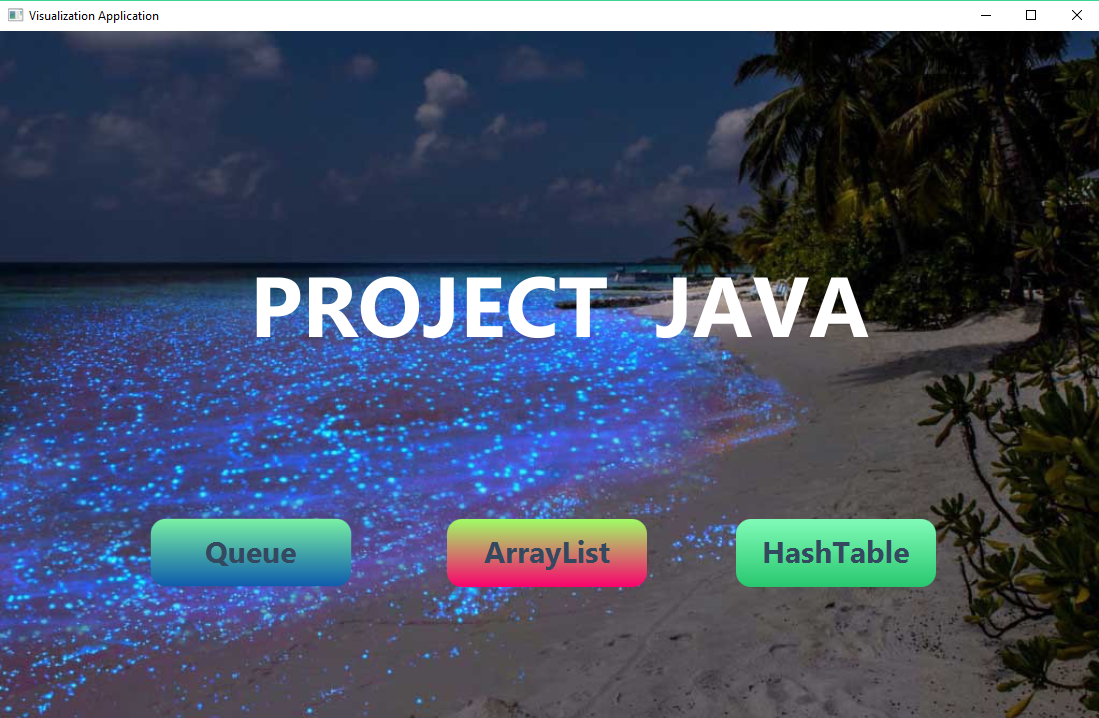 Visualization Application
PROJECT JAVA
Queue
ArrayList
HashTable